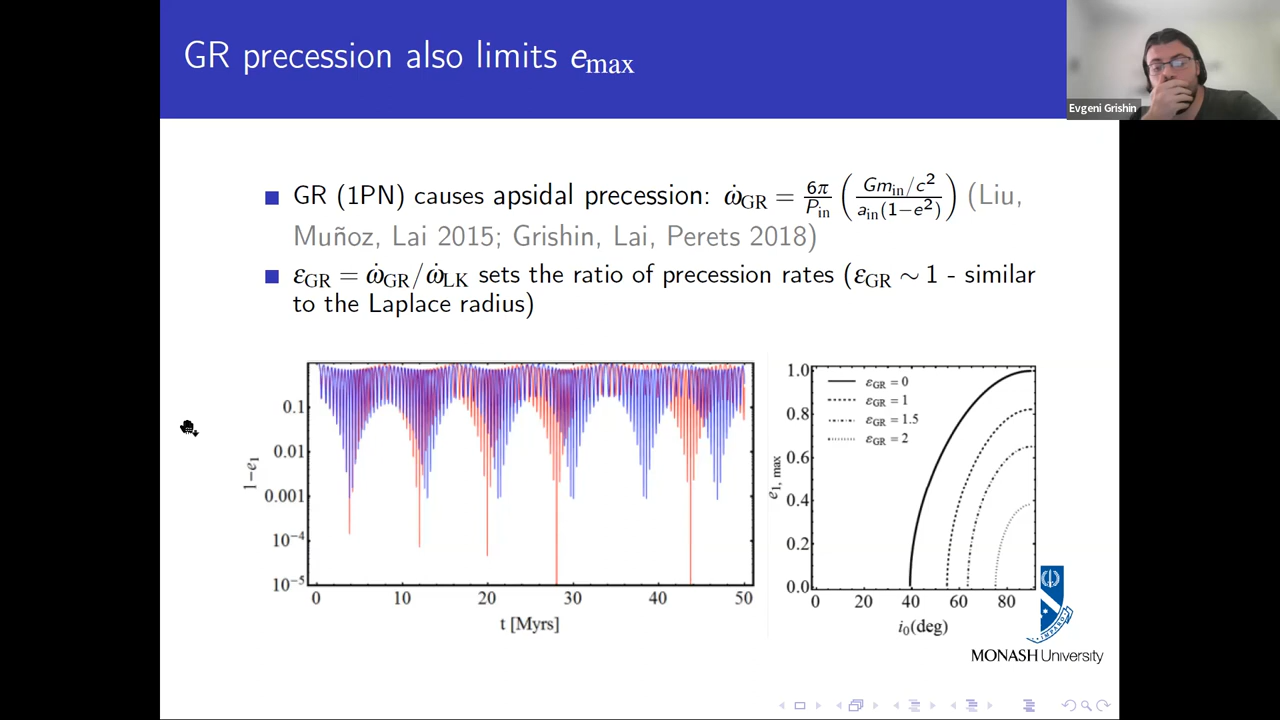 GR precession also limits e_max
Evgeni Grishin
GR (1PN) causes apsidal precession: ω̇_GR = 6π/P_in (Gm_in/c² / a_in(1−e²)) (Liu,
Muñoz, Lai 2015; Grishin, Lai, Perets 2018)
ε_GR = ω̇_GR/ω̇_LK sets the ratio of precession rates (ε_GR ∼ 1 - similar
to the Laplace radius)
1−e₁
0.1
0.01
0.001
10⁻⁴
10⁻⁵
0 10 20 30 40 50
t [Myrs]
e₁, max
1.0
0.8
0.6
0.4
0.2
0.0
ε_GR = 0
ε_GR = 1
ε_GR = 1.5
ε_GR = 2
0 20 40 60 80
i₀(deg)
IMPARO
MONASH University